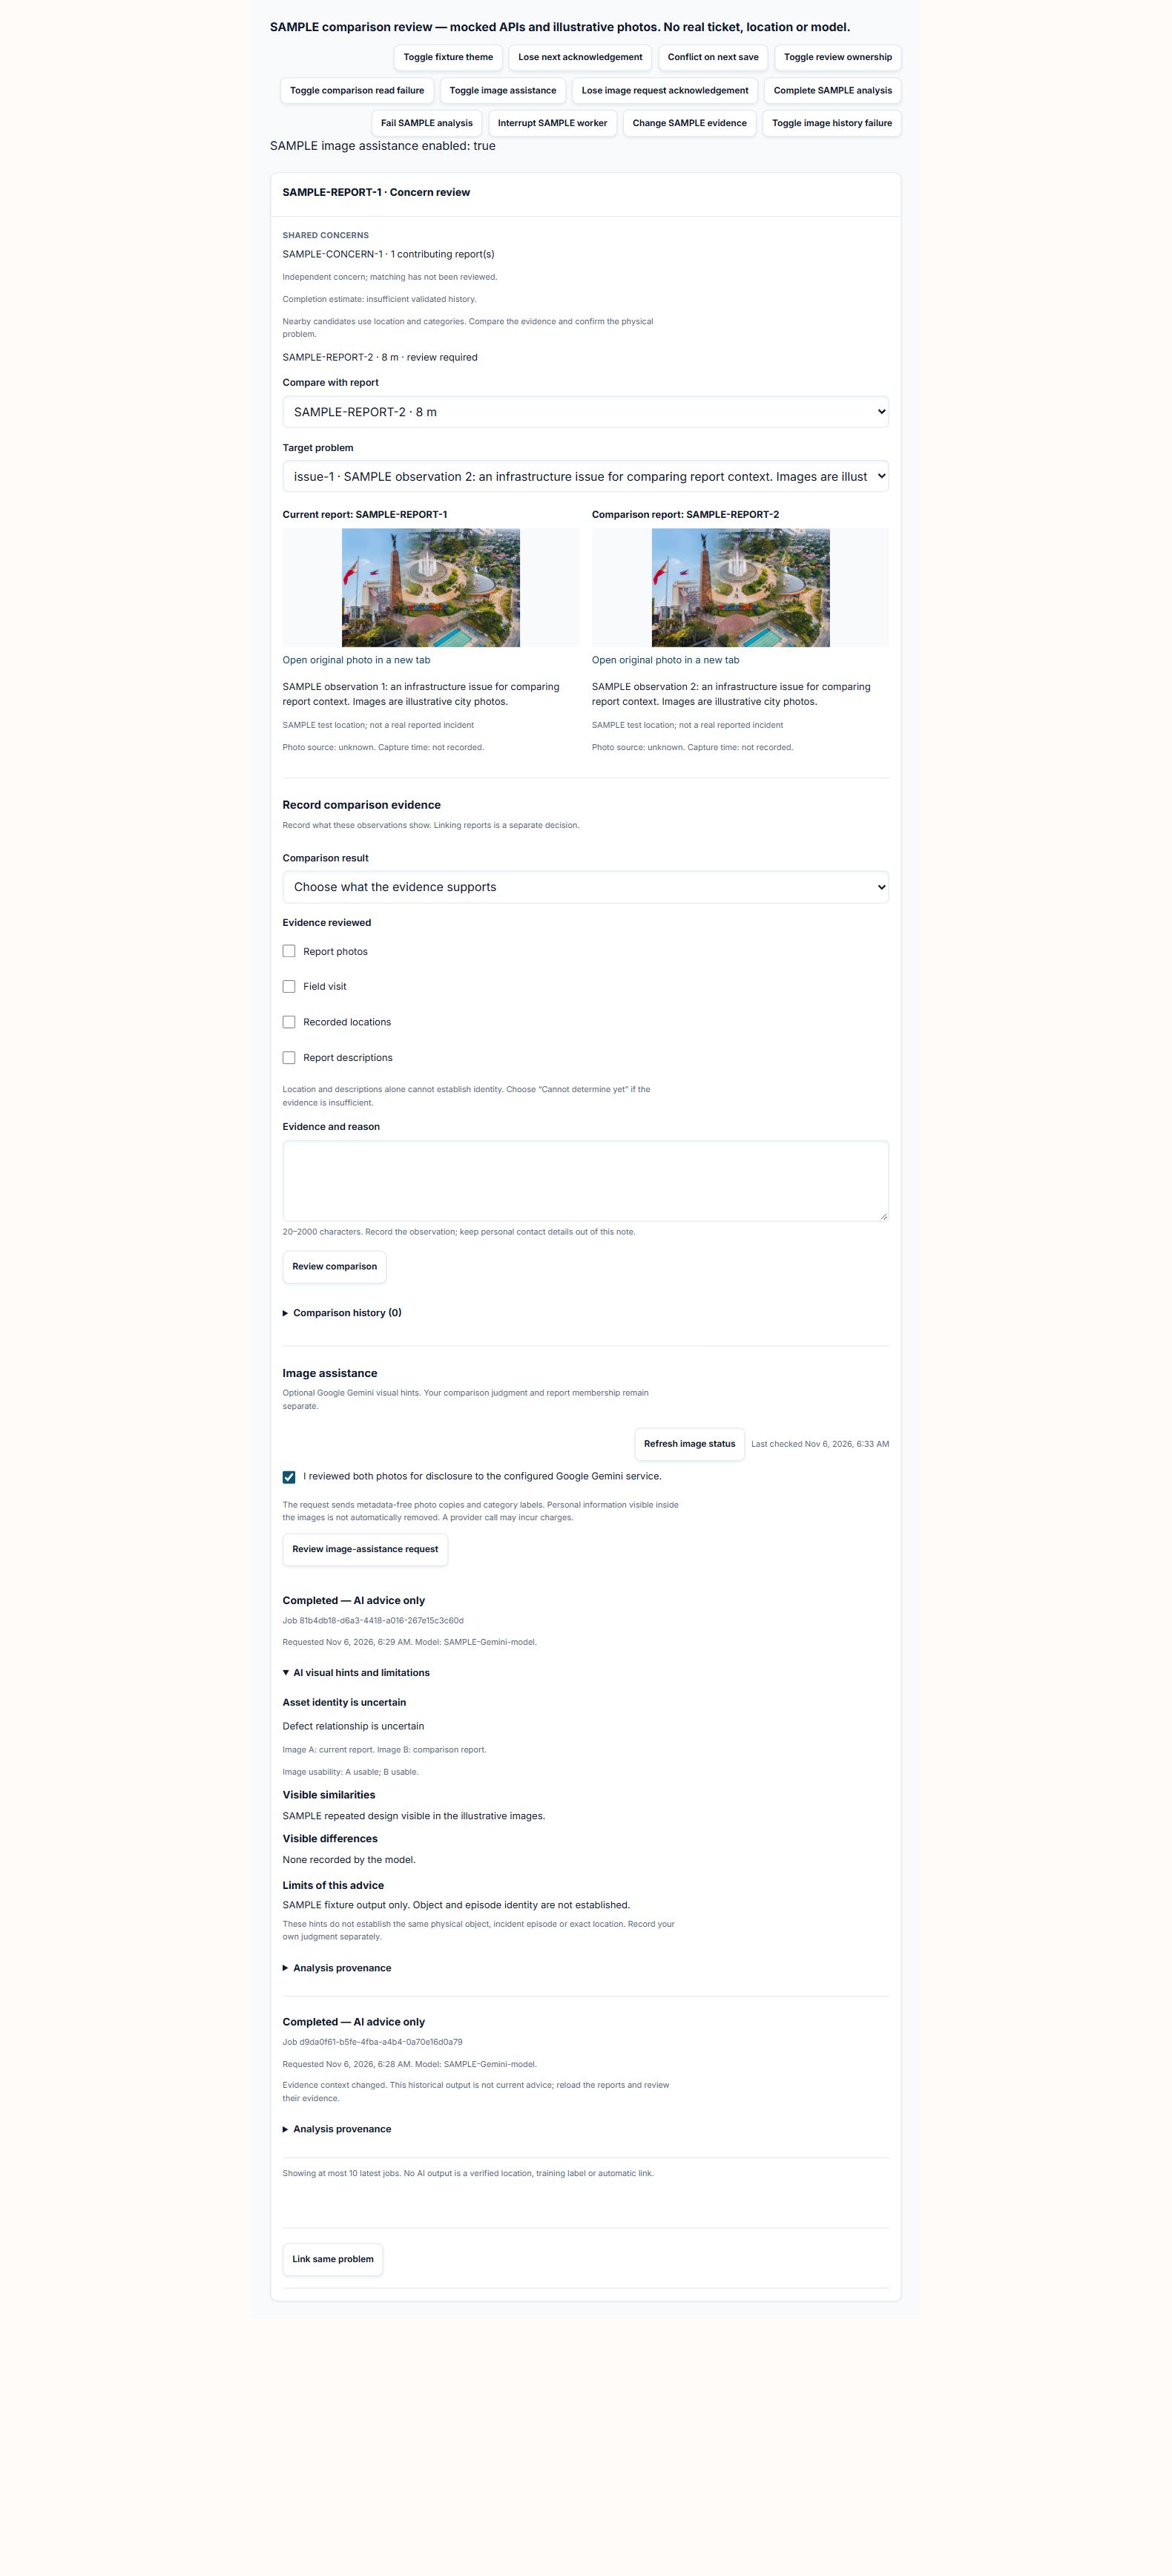 SAMPLE comparison review — mocked APIs and illustrative photos. No real ticket, location or model.
Toggle fixture theme
Lose next acknowledgement
Conflict on next save
Toggle review ownership
Toggle comparison read failure
Toggle image assistance
Lose image request acknowledgement
Complete SAMPLE analysis
Fail SAMPLE analysis
Interrupt SAMPLE worker
Change SAMPLE evidence
Toggle image history failure
SAMPLE image assistance enabled: true
SAMPLE-REPORT-1 · Concern review
SHARED CONCERNS
SAMPLE-CONCERN-1 · 1 contributing report(s)
Independent concern; matching has not been reviewed.
Completion estimate: insufficient validated history.
Nearby candidates use location and categories. Compare the evidence and confirm the physical
problem.
SAMPLE-REPORT-2 · 8 m · review required
Compare with report
SAMPLE-REPORT-2 · 8 m
Target problem
issue-1 · SAMPLE observation 2: an infrastructure issue for comparing report context. Images are illust
Current report: SAMPLE-REPORT-1
Open original photo in a new tab
SAMPLE observation 1: an infrastructure issue for comparing
report context. Images are illustrative city photos.
SAMPLE test location; not a real reported incident
Photo source: unknown. Capture time: not recorded.
Comparison report: SAMPLE-REPORT-2
Open original photo in a new tab
SAMPLE observation 2: an infrastructure issue for comparing
report context. Images are illustrative city photos.
SAMPLE test location; not a real reported incident
Photo source: unknown. Capture time: not recorded.
Record comparison evidence
Record what these observations show. Linking reports is a separate decision.
Comparison result
Choose what the evidence supports
Evidence reviewed
Report photos
Field visit
Recorded locations
Report descriptions
Location and descriptions alone cannot establish identity. Choose “Cannot determine yet” if the
evidence is insufficient.
Evidence and reason
20–2000 characters. Record the observation; keep personal contact details out of this note.
Review comparison
Comparison history (0)
Image assistance
Optional Google Gemini visual hints. Your comparison judgment and report membership remain
separate.
Refresh image status
Last checked Nov 6, 2026, 6:33 AM
I reviewed both photos for disclosure to the configured Google Gemini service.
The request sends metadata-free photo copies and category labels. Personal information visible inside
the images is not automatically removed. A provider call may incur charges.
Review image-assistance request
Completed — AI advice only
Job 81b4db18-d6a3-4418-a016-267e15c3c60d
Requested Nov 6, 2026, 6:29 AM. Model: SAMPLE-Gemini-model.
AI visual hints and limitations
Asset identity is uncertain
Defect relationship is uncertain
Image A: current report. Image B: comparison report.
Image usability: A usable; B usable.
Visible similarities
SAMPLE repeated design visible in the illustrative images.
Visible differences
None recorded by the model.
Limits of this advice
SAMPLE fixture output only. Object and episode identity are not established.
These hints do not establish the same physical object, incident episode or exact location. Record your
own judgment separately.
Analysis provenance
Completed — AI advice only
Job d9da0f61-b5fe-4fba-a4b4-0a70e16d0a79
Requested Nov 6, 2026, 6:28 AM. Model: SAMPLE-Gemini-model.
Evidence context changed. This historical output is not current advice; reload the reports and review
their evidence.
Analysis provenance
Showing at most 10 latest jobs. No AI output is a verified location, training label or automatic link.
Link same problem